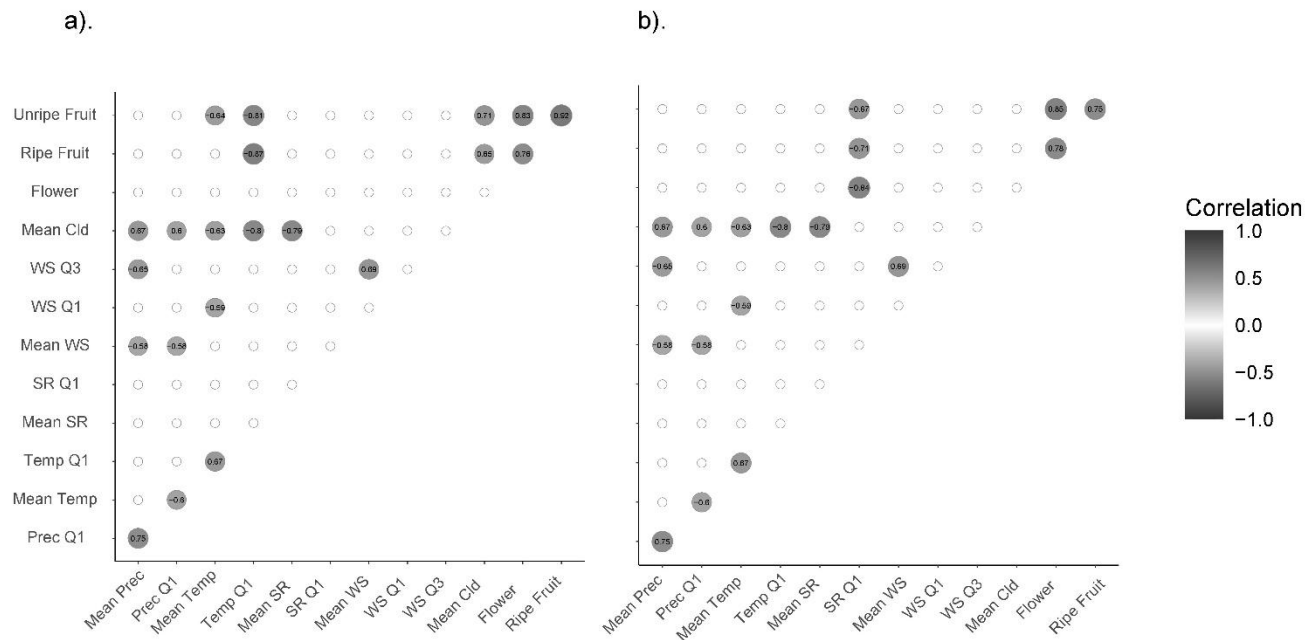 a).
b).
Unripe Fruit −0.64 −0.81 0.71 0.83 0.92
Ripe Fruit −0.87 0.65 0.76
Flower
Mean Cld 0.67 0.6 −0.63 −0.8 −0.79
WS Q3 −0.65 0.69
WS Q1 −0.59
Mean WS −0.58 −0.58
SR Q1
Mean SR
Temp Q1 0.67
Mean Temp −0.6
Prec Q1 0.75
Mean Prec Prec Q1 Mean Temp Temp Q1 Mean SR SR Q1 Mean WS WS Q1 WS Q3 Mean Cld Flower Ripe Fruit
−0.67 0.85 0.75
−0.71 0.78
−0.84
0.67 0.6 −0.63 −0.8 −0.79
−0.65 0.69
−0.59
−0.58 −0.58
0.67
−0.6
0.75
Mean Prec Prec Q1 Mean Temp Temp Q1 Mean SR SR Q1 Mean WS WS Q1 WS Q3 Mean Cld Flower Ripe Fruit
Correlation
1.0
0.5
0.0
−0.5
−1.0